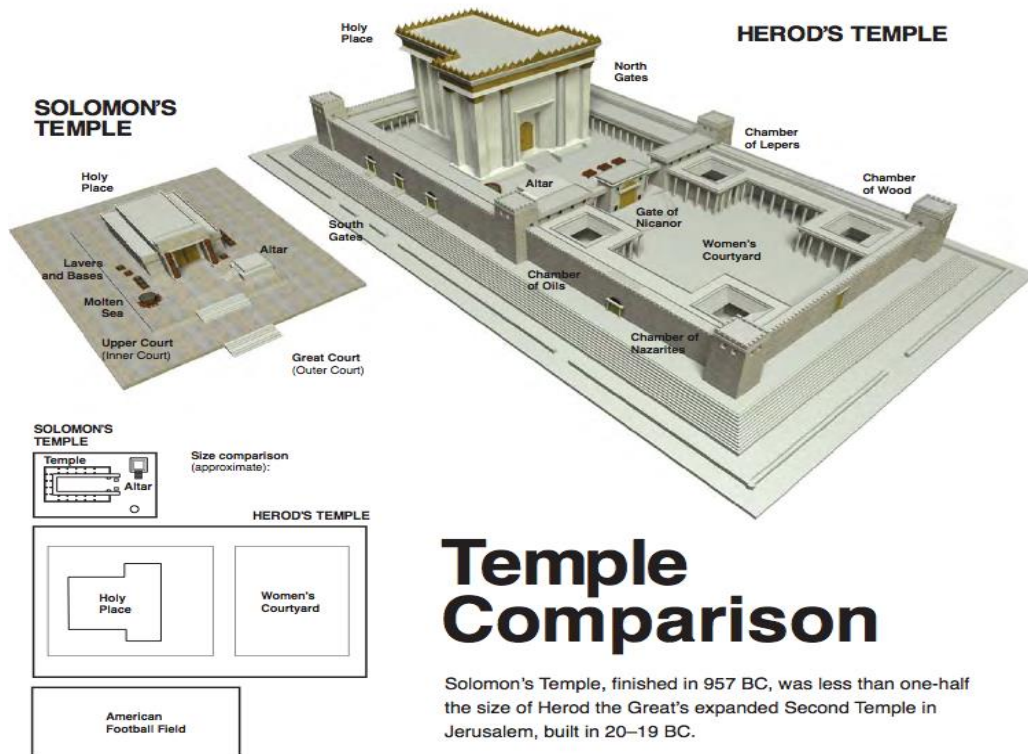 HEROD'S TEMPLE
Holy
Place
North
Gates
Chamber
of Lepers
Chamber
of Wood
Altar
Gate of
Nicanor
Women's
Courtyard
South
Gates
Chamber
of Oils
Chamber of
Nazarites
SOLOMON'S
TEMPLE
Holy
Place
Altar
Lavers
and Bases
Molten
Sea
Upper Court
(Inner Court)
Great Court
(Outer Court)
SOLOMON'S
TEMPLE
Temple
Altar
Size comparison
(approximate):
HEROD'S TEMPLE
Holy
Place
Women's
Courtyard
American
Football Field
Temple
Comparison
Solomon's Temple, finished in 957 BC, was less than one-half
the size of Herod the Great's expanded Second Temple in
Jerusalem, built in 20–19 BC.